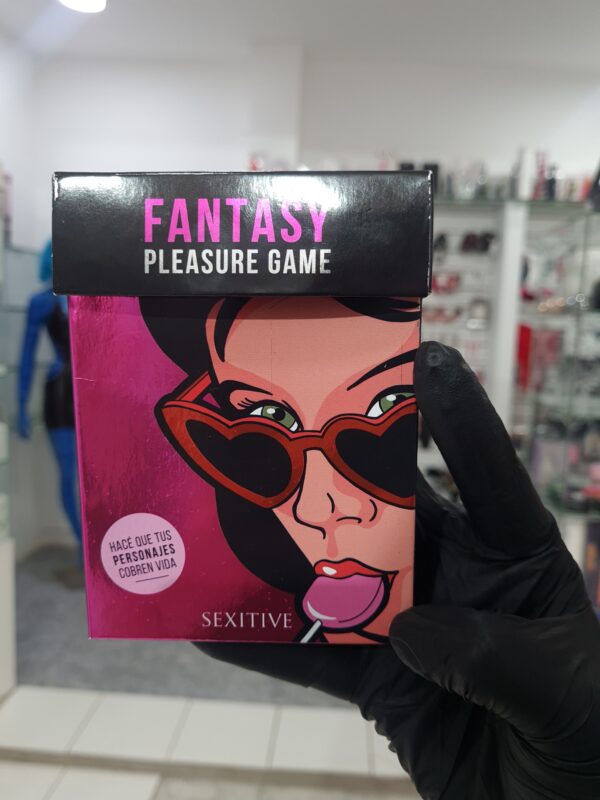 FANTASY
PLEASURE GAME
HACÉ QUE TUS
PERSONAJES
COBREN VIDA
SEXITIVE